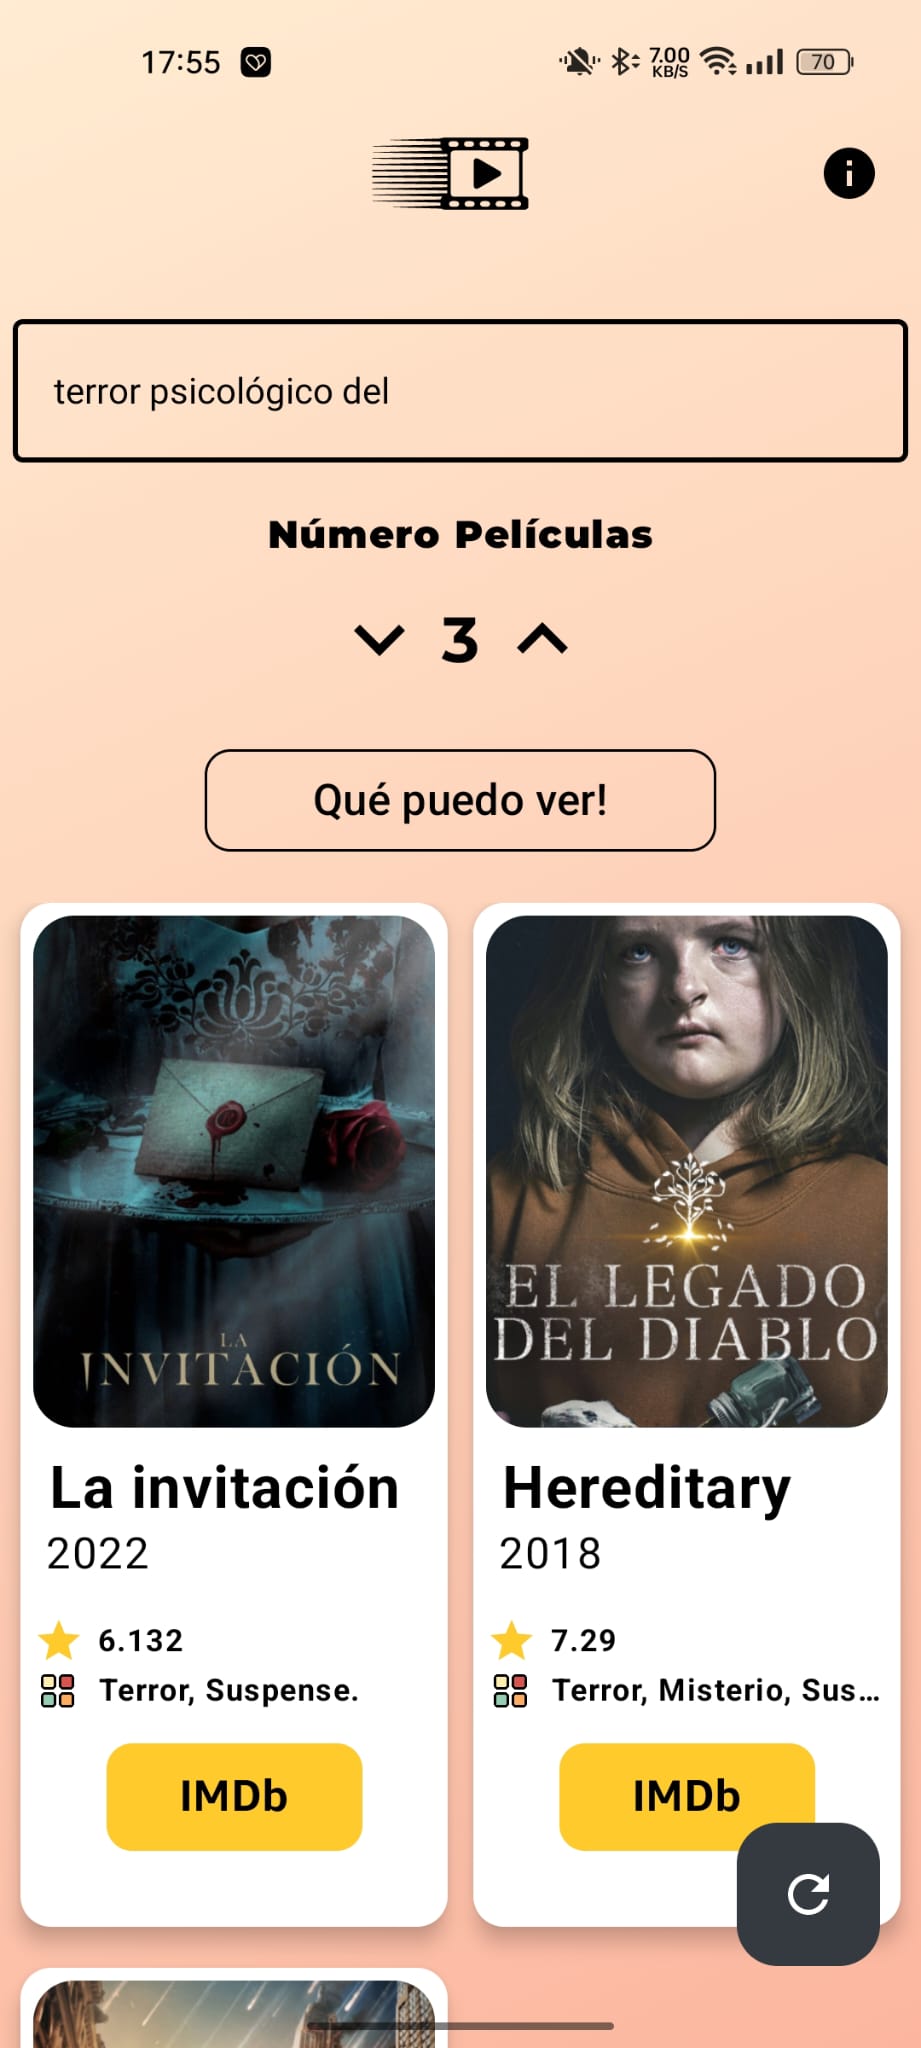 17:55
7.00
KB/S
70
terror psicológico del
Número Películas
3
Qué puedo ver!
LA
INVITACIÓN
EL LEGADO
DEL DIABLO
La invitación
2022
6.132
Terror, Suspense.
IMDb
Hereditary
2018
7.29
Terror, Misterio, Sus...
IMDb